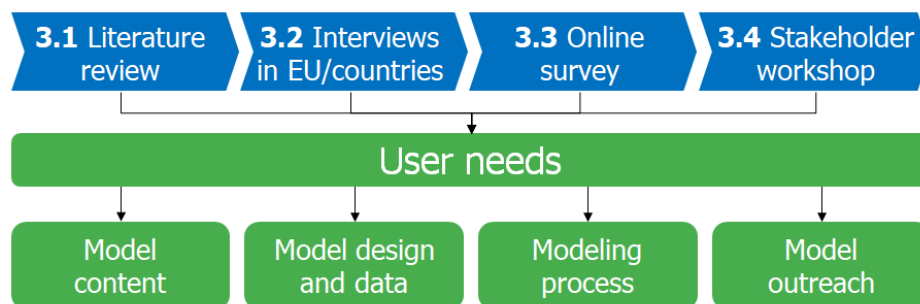 3.1 Literature
review
3.2 Interviews
in EU/countries
3.3 Online
survey
3.4 Stakeholder
workshop
User needs
Model
content
Model design
and data
Modeling
process
Model
outreach